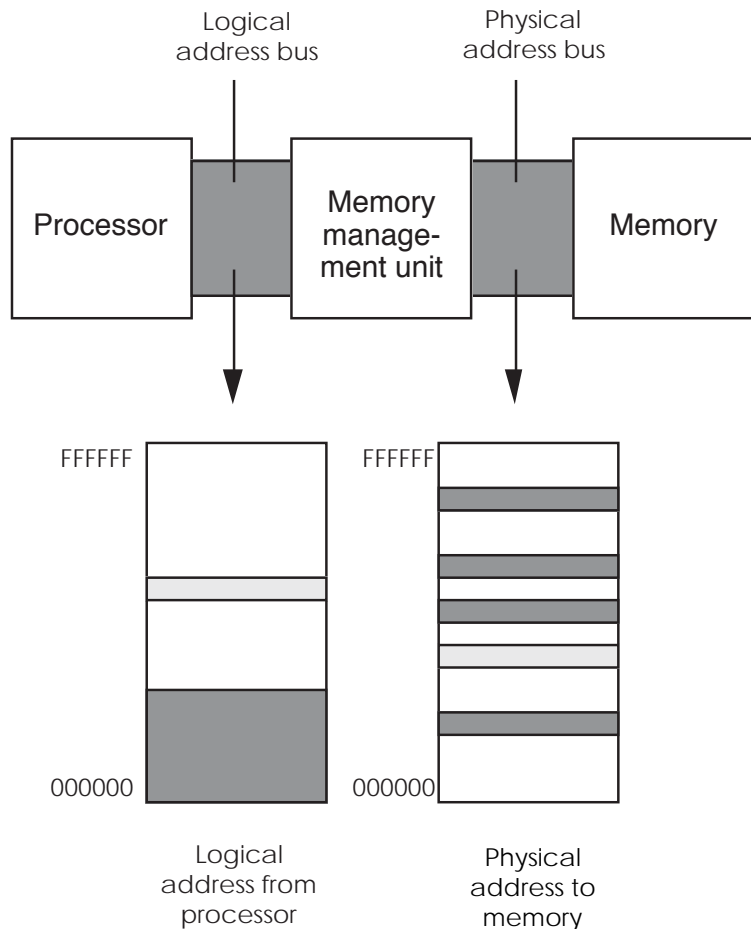 Logical
address bus
Physical
address bus
Processor
Memory
manage-
ment unit
Memory
FFFFFF
FFFFFF
000000
000000
Logical
address from
processor
Physical
address to
memory